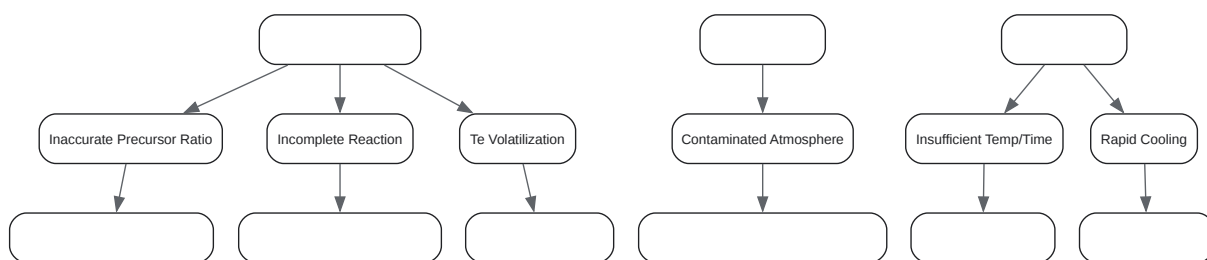 Inaccurate Precursor Ratio
Incomplete Reaction
Te Volatilization
Contaminated Atmosphere
Insufficient Temp/Time
Rapid Cooling